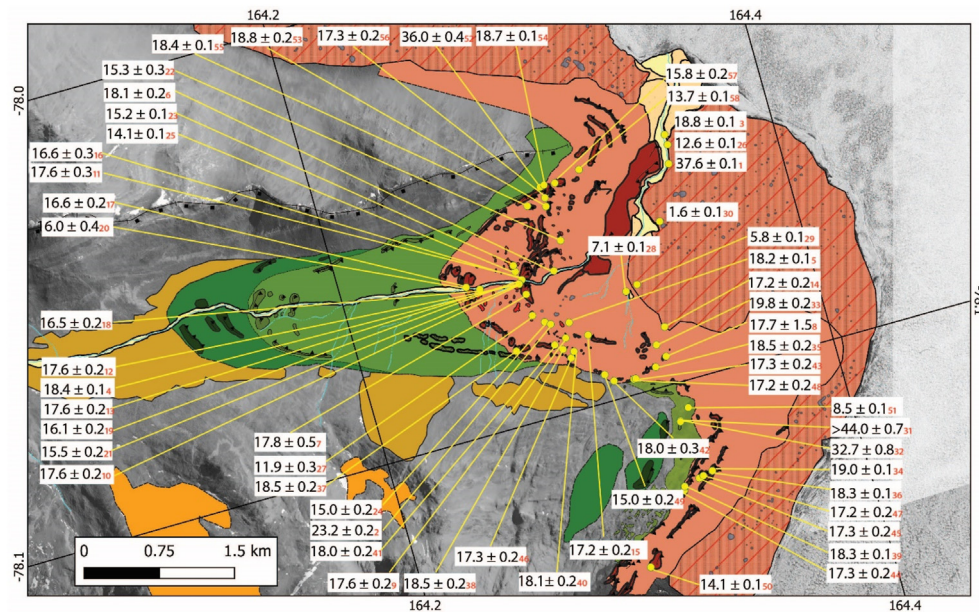 164.2
164.4
18.4 ± 0.1 55
18.8 ± 0.2 53
17.3 ± 0.2 56
36.0 ± 0.4 52
18.7 ± 0.1 54
15.3 ± 0.3 22
18.1 ± 0.2 6
15.2 ± 0.1 23
14.1 ± 0.1 25
15.8 ± 0.2 57
13.7 ± 0.1 58
18.8 ± 0.1 3
12.6 ± 0.1 26
37.6 ± 0.1 1
-78.0
16.6 ± 0.3 16
17.6 ± 0.3 11
16.6 ± 0.2 17
6.0 ± 0.4 20
1.6 ± 0.1 30
7.1 ± 0.1 28
5.8 ± 0.1 29
18.2 ± 0.1 5
17.2 ± 0.2 14
19.8 ± 0.2 33
17.7 ± 1.5 8
18.5 ± 0.2 35
17.3 ± 0.2 43
17.2 ± 0.2 48
-78.1
16.5 ± 0.2 18
17.6 ± 0.2 12
18.4 ± 0.1 4
17.6 ± 0.2 13
16.1 ± 0.2 19
15.5 ± 0.2 21
17.6 ± 0.2 10
17.8 ± 0.5 7
11.9 ± 0.3 27
18.5 ± 0.2 37
15.0 ± 0.2 24
23.2 ± 0.2 2
18.0 ± 0.2 41
18.0 ± 0.3 42
15.0 ± 0.2 49
8.5 ± 0.1 51
>44.0 ± 0.7 31
32.7 ± 0.8 32
19.0 ± 0.1 34
18.3 ± 0.1 36
17.2 ± 0.2 47
17.3 ± 0.2 45
18.3 ± 0.1 39
17.3 ± 0.2 44
17.3 ± 0.2 46
17.2 ± 0.2 15
17.6 ± 0.2 9
18.5 ± 0.2 38
18.1 ± 0.2 40
14.1 ± 0.1 50
0 0.75 1.5 km
-78.1
164.2
164.4